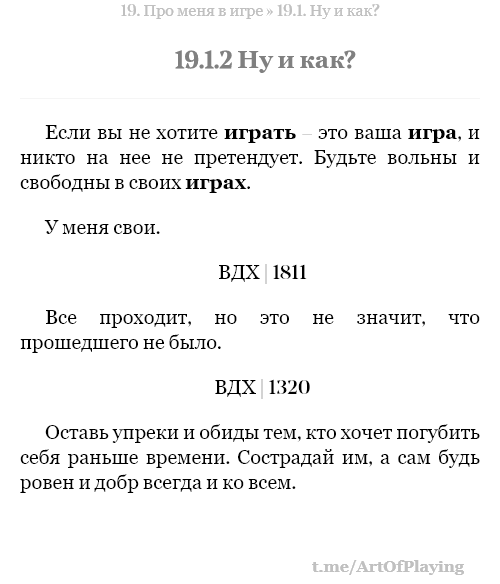 19. Про меня в игре » 19.1. Ну и как?
19.1.2 Ну и как?
Если вы не хотите играть – это ваша игра, и
никто на нее не претендует. Будьте вольны и
свободны в своих играх.
У меня свои.
ВДХ | 1811
Все проходит, но это не значит, что
прошедшего не было.
ВДХ | 1320
Оставь упреки и обиды тем, кто хочет погубить
себя раньше времени. Сострадай им, а сам будь
ровен и добр всегда и ко всем.
t.me/ArtOfPlaying